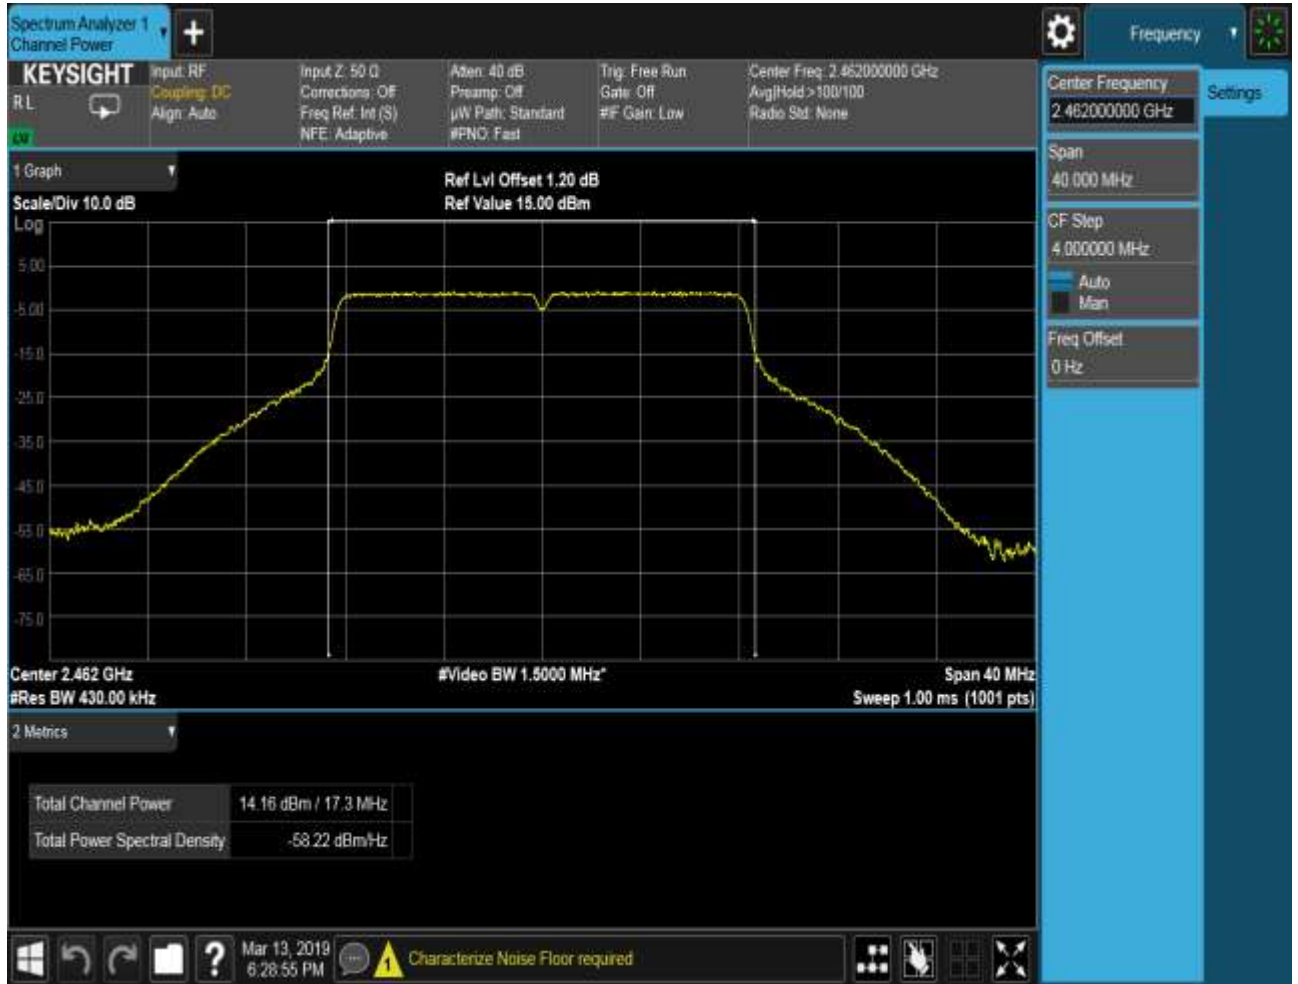 Spectrum Analyzer 1
Channel Power
+
Frequency
KEYSIGHT
RL
Input: RF
Coupling: DC
Align: Auto
Input Z: 50 Ω
Corrections: Off
Freq Ref: Int (S)
NFE: Adaptive
Atten: 40 dB
Preamp: Off
µW Path: Standard
#PNO: Fast
Trig: Free Run
Gate: Off
#IF Gain: Low
Center Freq: 2.462000000 GHz
Avg|Hold:>100/100
Radio Std: None
Center Frequency
2.462000000 GHz
Settings
Span
40.000 MHz
CF Step
4.000000 MHz
Auto
Man
Freq Offset
0 Hz
1 Graph
Scale/Div 10.0 dB
Ref Lvl Offset 1.20 dB
Ref Value 15.00 dBm
Log
5.00
-5.00
-15.0
-25.0
-35.0
-45.0
-55.0
-65.0
-75.0
Center 2.462 GHz
#Video BW 1.5000 MHz*
Span 40 MHz
#Res BW 430.00 kHz
Sweep 1.00 ms (1001 pts)
2 Metrics
Total Channel Power 14.16 dBm / 17.3 MHz
Total Power Spectral Density -58.22 dBm/Hz
?
Mar 13, 2019
6:28:55 PM
1
Characterize Noise Floor required